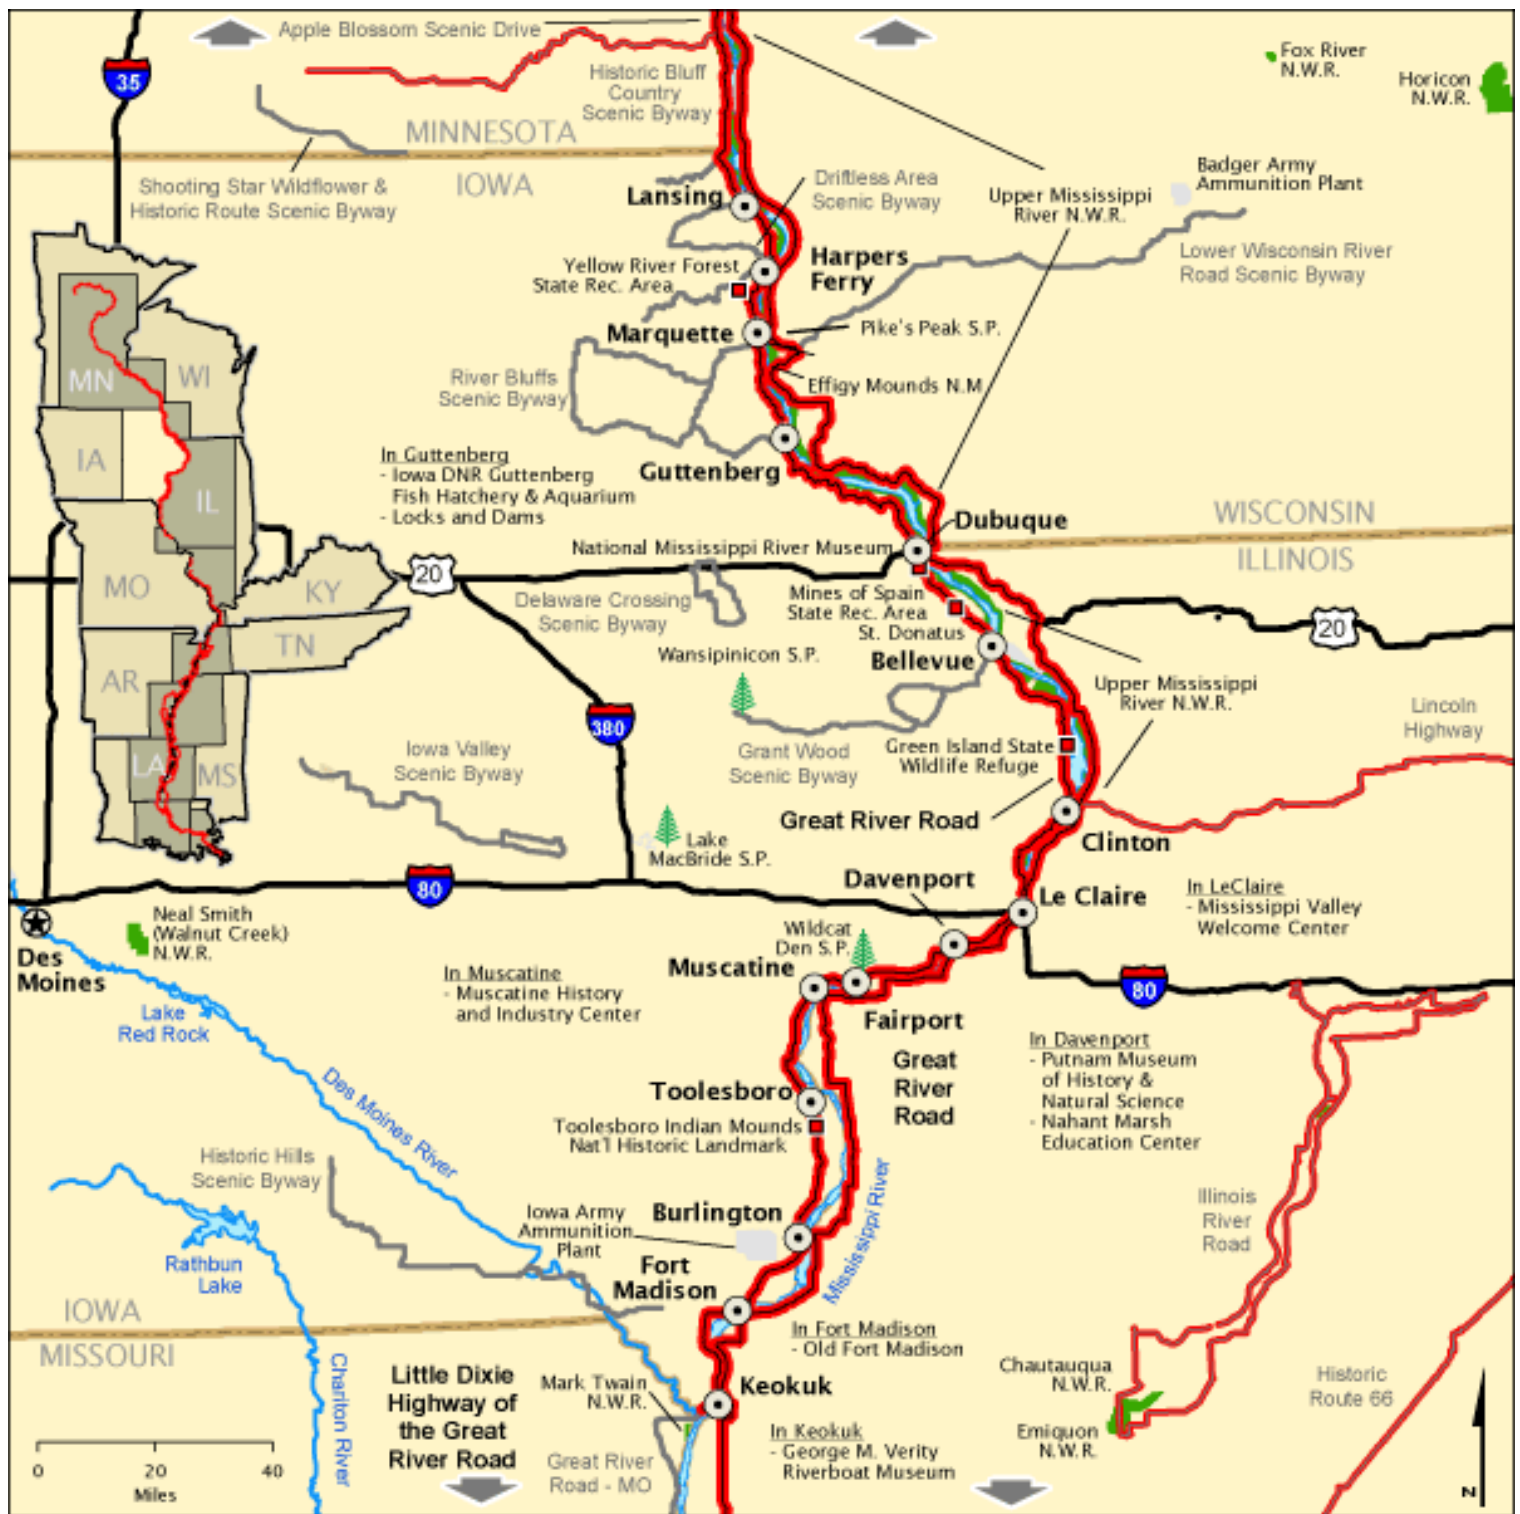 Apple Blossom Scenic Drive
35
Historic Bluff
Country
Scenic Byway
Fox River
N.W.R.
Horicon
N.W.R.
MINNESOTA
IOWA
Shooting Star Wildflower &
Historic Route Scenic Byway
Lansing
Driftless Area
Scenic Byway
Upper Mississippi
River N.W.R.
Badger Army
Ammunition Plant
Lower Wisconsin River
Road Scenic Byway
Yellow River Forest
State Rec. Area
Harpers
Ferry
Marquette
Pike's Peak S.P.
River Bluffs
Scenic Byway
Effigy Mounds N.M.
MN
WI
IA
IL
MO
KY
TN
AR
LA
MS
In Guttenberg
- Iowa DNR Guttenberg
Fish Hatchery & Aquarium
- Locks and Dams
Guttenberg
Dubuque
WISCONSIN
ILLINOIS
National Mississippi River Museum
20
Delaware Crossing
Scenic Byway
Mines of Spain
State Rec. Area
St. Donatus
20
Wansipinicon S.P.
Bellevue
Upper Mississippi
River N.W.R.
Lincoln
Highway
380
Iowa Valley
Scenic Byway
Grant Wood
Scenic Byway
Green Island State
Wildlife Refuge
Great River Road
Clinton
Lake
MacBride S.P.
80
Davenport
Le Claire
In LeClaire
- Mississippi Valley
Welcome Center
Des
Moines
Neal Smith
(Walnut Creek)
N.W.R.
Wildcat
Den S.P.
Muscatine
In Muscatine
- Muscatine History
and Industry Center
80
Fairport
Lake
Red Rock
Great
River
Road
In Davenport
- Putnam Museum
of History &
Natural Science
- Nahant Marsh
Education Center
Des Moines River
Toolesboro
Toolesboro Indian Mounds
Nat'l Historic Landmark
Historic Hills
Scenic Byway
Mississippi River
Illinois
River
Road
Iowa Army
Ammunition
Plant
Burlington
Rathbun
Lake
Fort
Madison
IOWA
MISSOURI
In Fort Madison
- Old Fort Madison
Chariton River
Little Dixie
Highway of
the Great
River Road
Mark Twain
N.W.R.
Keokuk
Chautauqua
N.W.R.
Historic
Route 66
Emiquon
N.W.R.
In Keokuk
- George M. Verity
Riverboat Museum
Great River
Road - MO
0 20 40
Miles
N